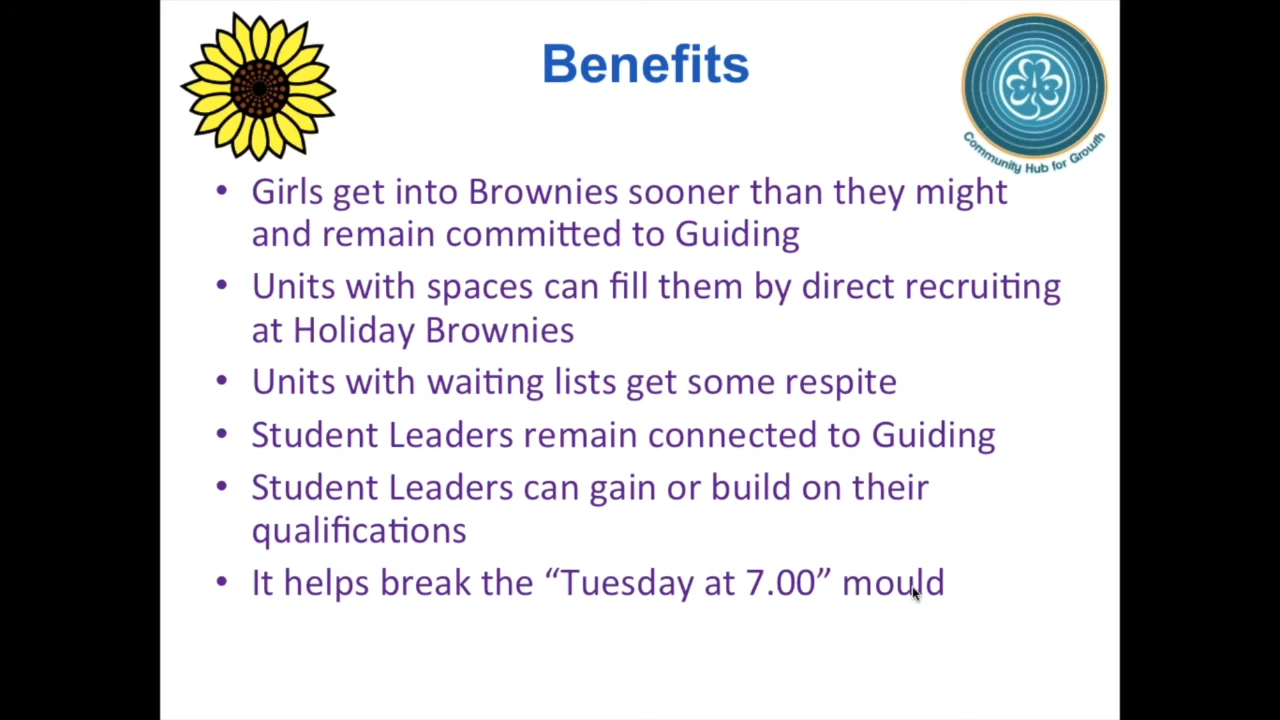 Benefits
Community Hub for Growth
• Girls get into Brownies sooner than they might
and remain committed to Guiding
• Units with spaces can fill them by direct recruiting
at Holiday Brownies
• Units with waiting lists get some respite
• Student Leaders remain connected to Guiding
• Student Leaders can gain or build on their
qualifications
• It helps break the “Tuesday at 7.00” mould